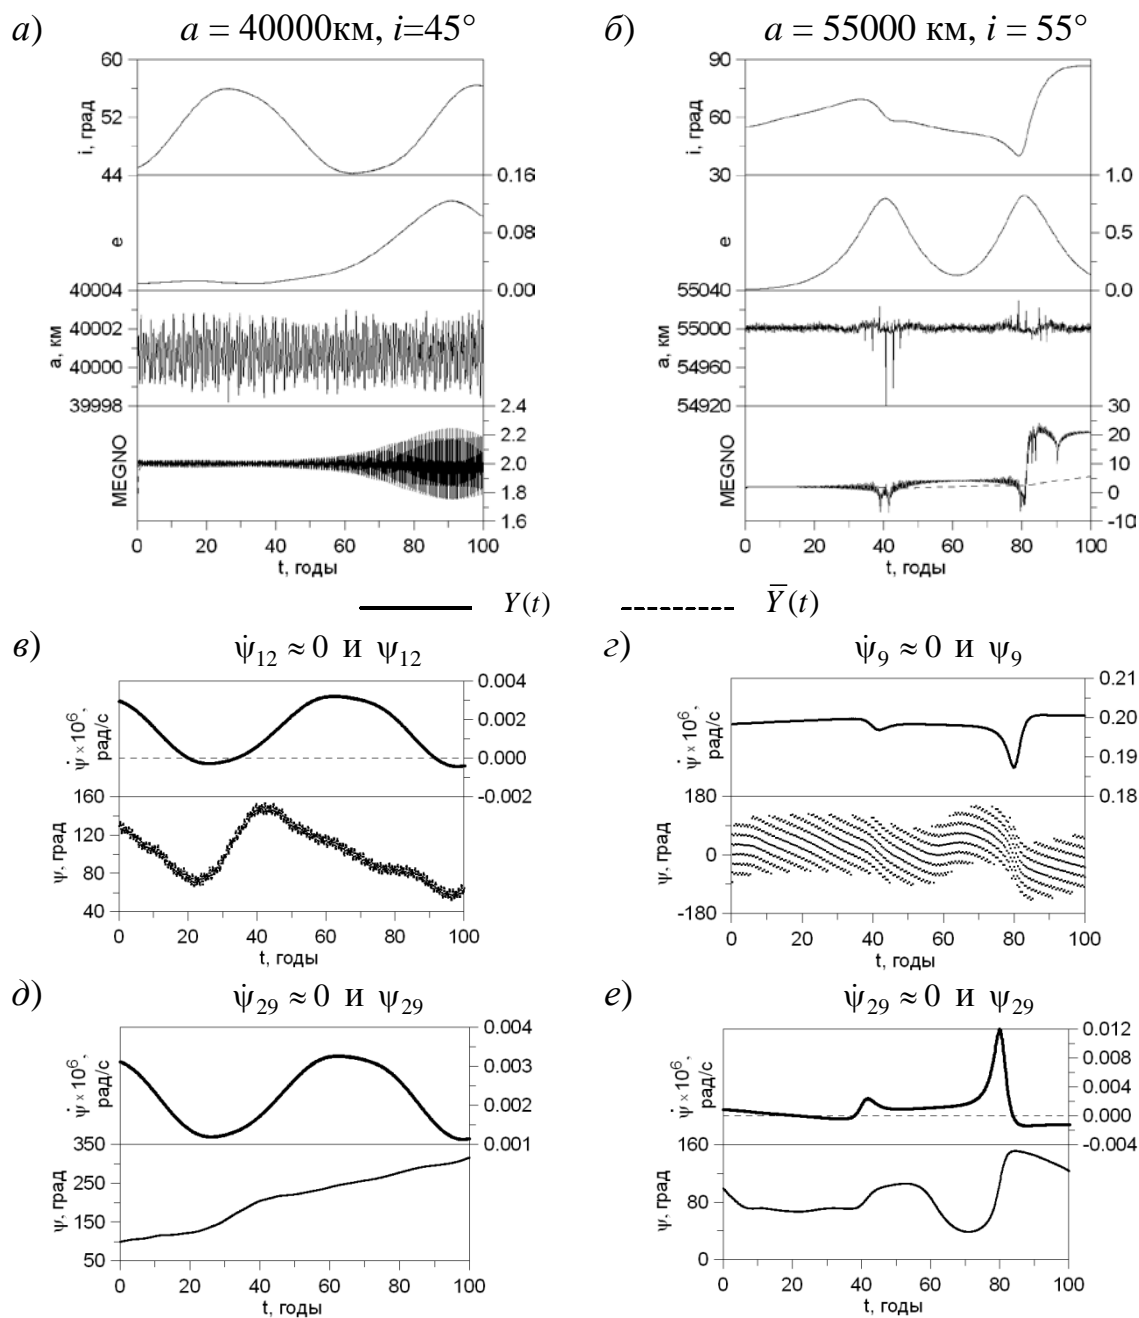 а)
a = 40000км, i=45°
60
52
44
i, град
0.16
0.08
0.00
e
40004
40002
40000
39998
a, км
2.4
2.2
2.0
1.8
1.6
MEGNO
0 20 40 60 80 100
t, годы
б)
a = 55000 км, i = 55°
90
60
30
i, град
1.0
0.5
0.0
e
55040
55000
54960
54920
a, км
30
20
10
0
-10
MEGNO
0 20 40 60 80 100
t, годы
Y(t) Ȳ(t)
в)
ψ̇₁₂ ≈ 0 и ψ₁₂
0.004
0.002
0.000
-0.002
ψ̇ × 10⁶,
рад/с
160
120
80
40
ψ, град
0 20 40 60 80 100
t, годы
г)
ψ̇₉ ≈ 0 и ψ₉
0.21
0.20
0.19
0.18
ψ̇ × 10⁶,
рад/с
180
0
-180
ψ, град
0 20 40 60 80 100
t, годы
д)
ψ̇₂₉ ≈ 0 и ψ₂₉
0.004
0.003
0.002
0.001
ψ̇ × 10⁶,
рад/с
350
250
150
50
ψ, град
0 20 40 60 80 100
t, годы
е)
ψ̇₂₉ ≈ 0 и ψ₂₉
0.012
0.008
0.004
0.000
-0.004
ψ̇ × 10⁶,
рад/с
160
80
0
ψ, град
0 20 40 60 80 100
t, годы